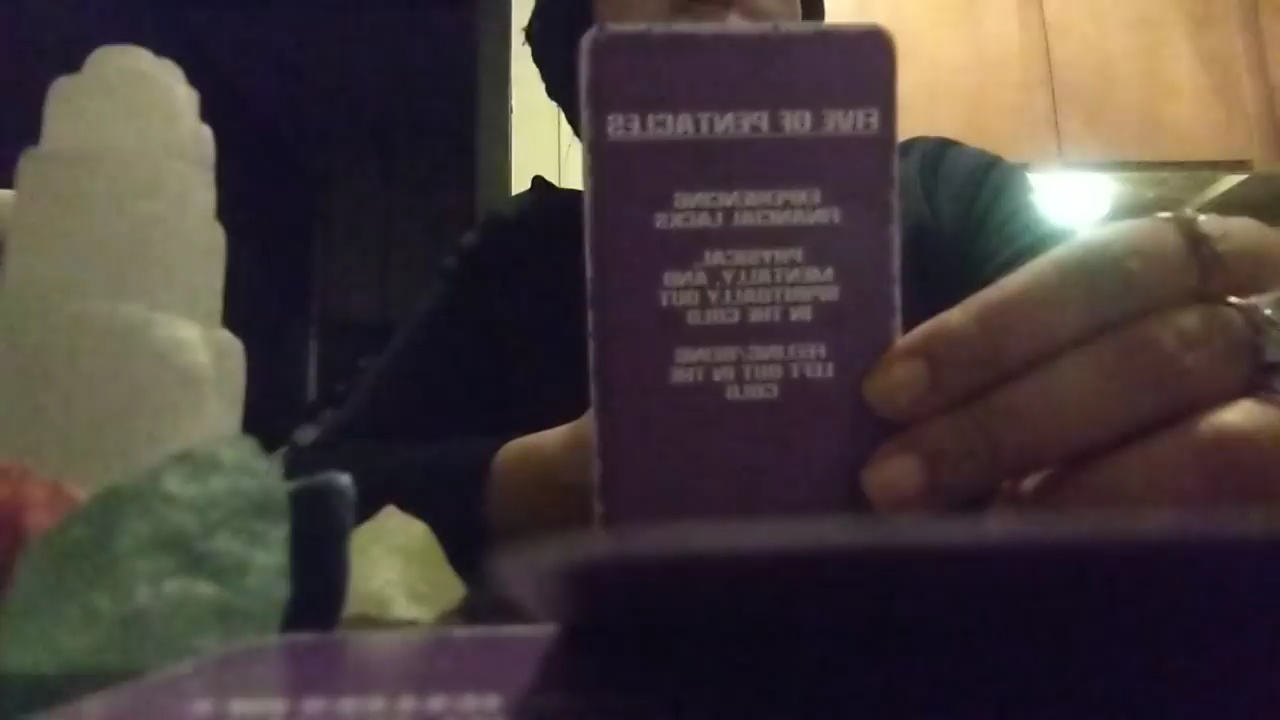 FIVE OF PENTACLES
EXPERIENCING
FINANCIAL LACKS
PHYSICAL,
MENTALLY, AND
SPIRITUALLY OUT
IN THE COLD
FEELING/BEING
LEFT OUT IN THE
COLD